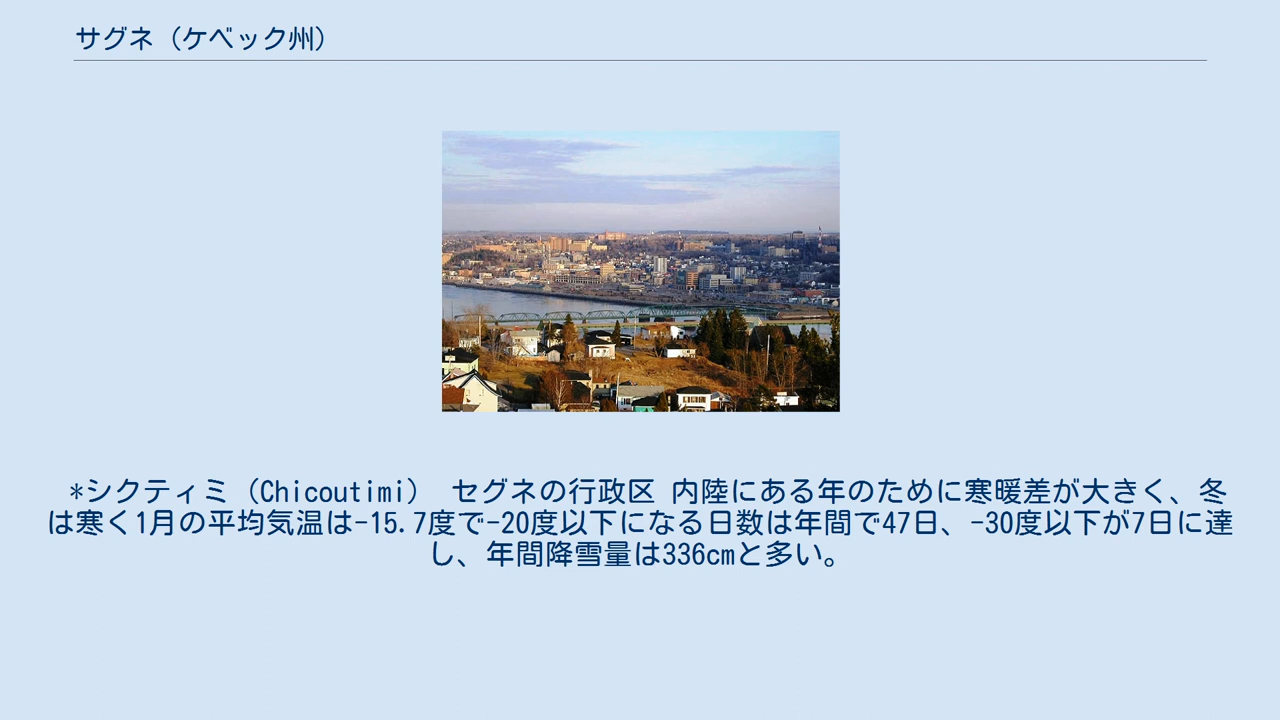 サグネ（ケベック州）
*シクティミ（Chicoutimi） セグネの行政区 内陸にある年のために寒暖差が大きく、冬
は寒く1月の平均気温は-15.7度で-20度以下になる日数は年間で47日、-30度以下が7日に達
し、年間降雪量は336cmと多い。